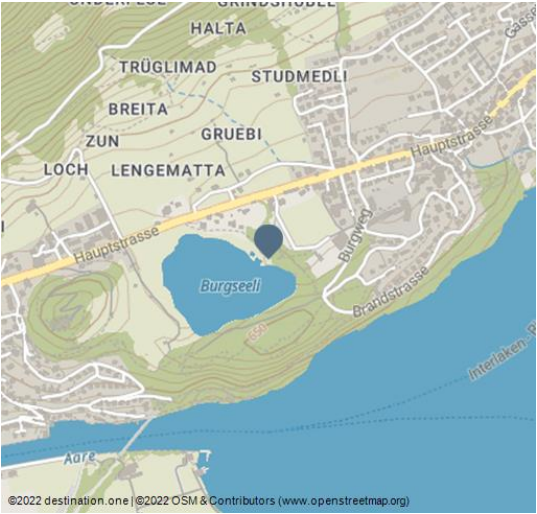 HALTA
TRÜGLIMAD
STUDMEDLI
BREITA
GRUEBI
ZUN
LOCH
LENGEMATTA
Hauptstrasse
Hauptstrasse
Burgweg
Burgseeli
Brandstrasse
650
Aare
©2022 destination.one | ©2022 OSM & Contributors (www.openstreetmap.org)